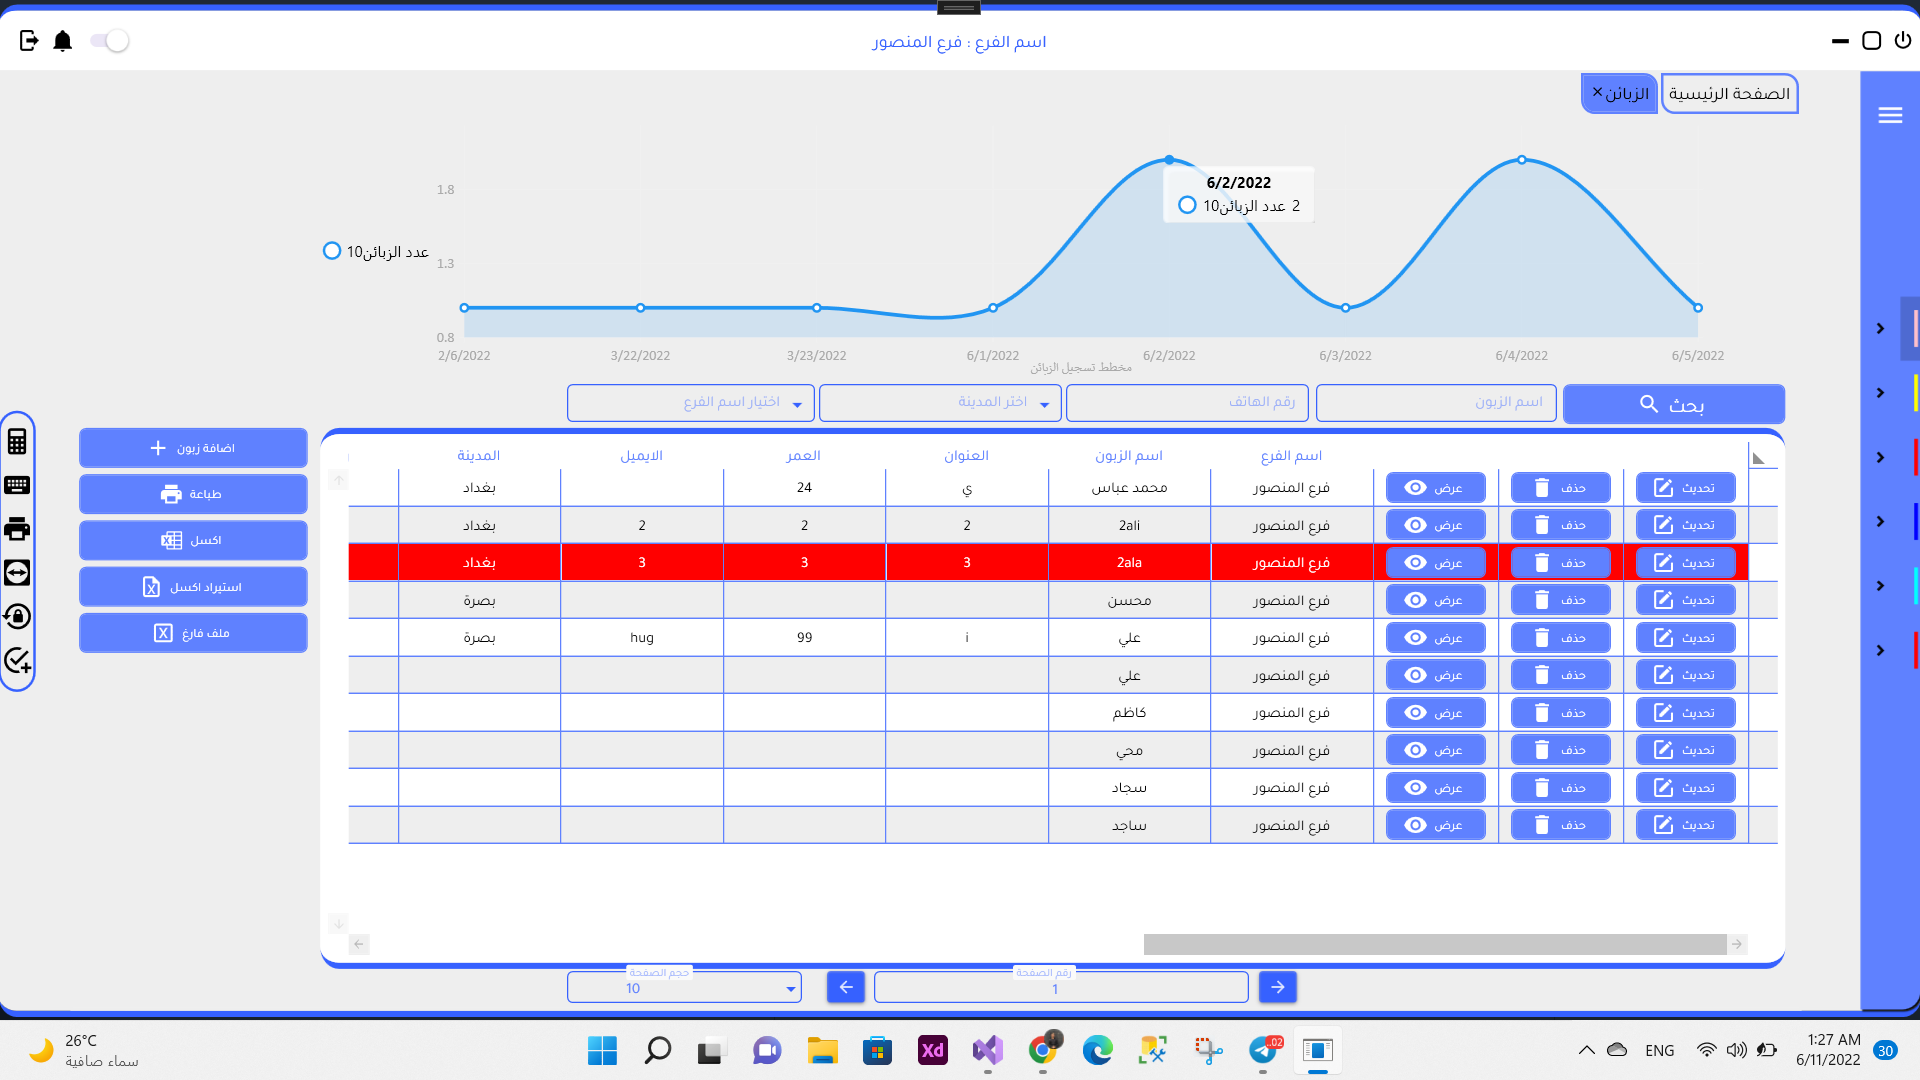 اسم الفرع : فرع المنصور
الصفحة الرئيسية
الزبائن ×
1.8
1.3
0.8
عدد الزبائن10
6/2/2022
2 عدد الزبائن10
2/6/2022 3/22/2022 3/23/2022 6/1/2022 6/2/2022 6/3/2022 6/4/2022 6/5/2022
مخطط تسجيل الزبائن
بحث اسم الزبون رقم الهاتف اختر المدينة اختيار اسم الفرع
اضافة زبون
طباعة
اكسل
استيراد اكسل
ملف فارغ
اسم الفرع اسم الزبون العنوان العمر الايميل المدينة
تحديث حذف عرض فرع المنصور محمد عباس ي 24 بغداد
تحديث حذف عرض فرع المنصور 2ali 2 2 2 بغداد
تحديث حذف عرض فرع المنصور 2ala 3 3 3 بغداد
تحديث حذف عرض فرع المنصور محسن بصرة
تحديث حذف عرض فرع المنصور علي i 99 hug بصرة
تحديث حذف عرض فرع المنصور علي
تحديث حذف عرض فرع المنصور كاظم
تحديث حذف عرض فرع المنصور محي
تحديث حذف عرض فرع المنصور سجاد
تحديث حذف عرض فرع المنصور ساجد
رقم الصفحة
1
حجم الصفحة
10
26°C
سماء صافية
Xd
..02
ENG
1:27 AM
6/11/2022
30